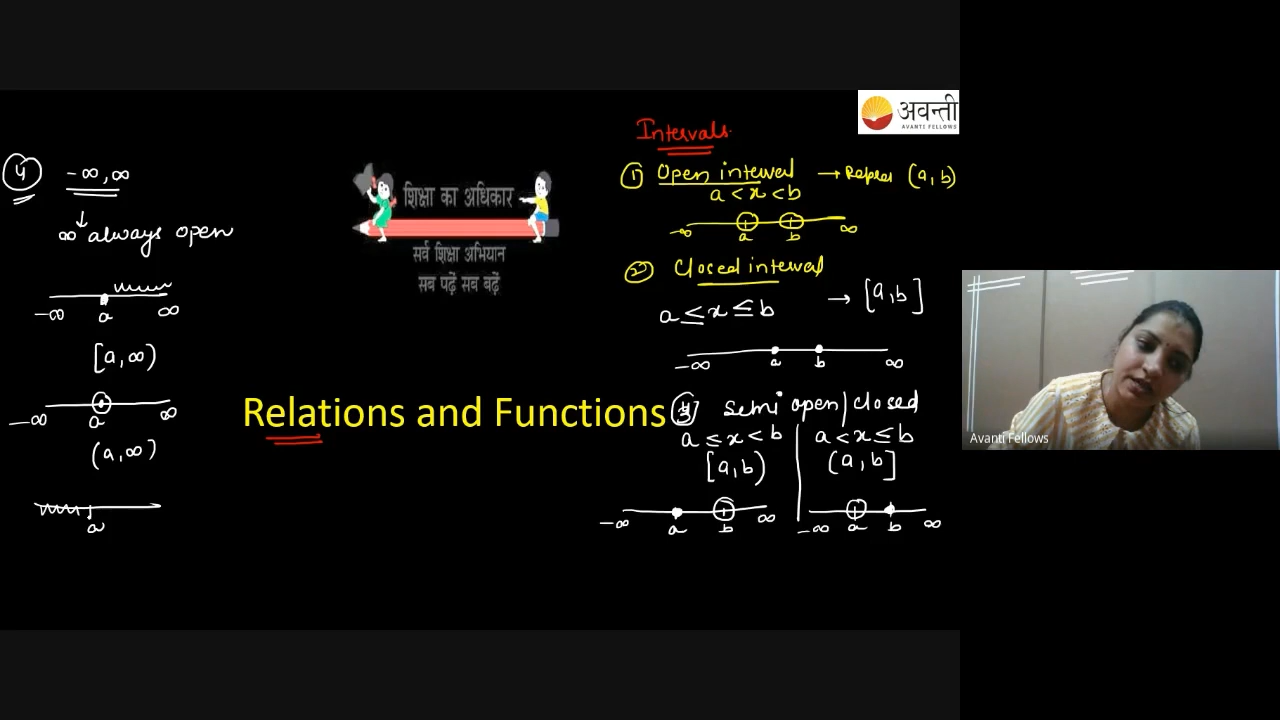 ④ -∞,∞
↓
∞ always open
-∞ a ∞
[a,∞)
-∞ a ∞
(a,∞)
a
शिक्षा का अधिकार
सर्व शिक्षा अभियान
सब पढ़ें सब बढ़ें
Relations and Functions
अवन्ती
AVANTI FELLOWS
Intervals.
① Open interval → Repres (a,b)
a < x < b
-∞ a b ∞
② Closed interval
a ≤ x ≤ b → [a,b]
-∞ a b ∞
Semi open/closed
a ≤ x < b | a < x ≤ b
[a,b) | (a,b]
-∞ a b ∞ | -∞ a b ∞
Avanti Fellows